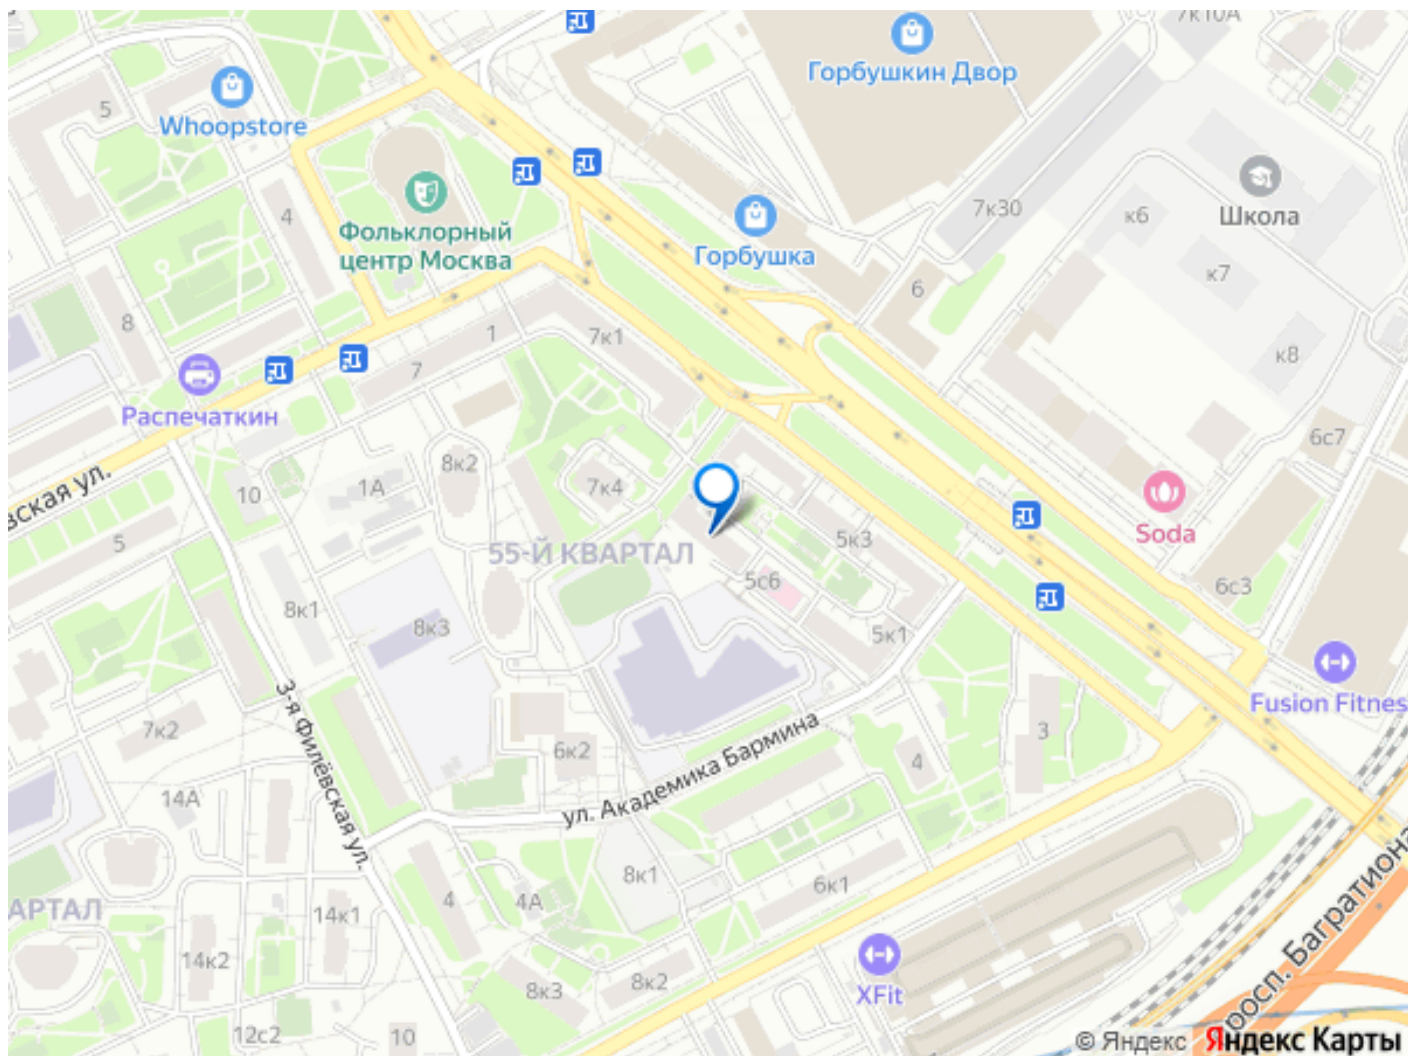 7к10А
Горбушкин Двор
5
Whoopstore
Школа
4
7к30
к6
Фольклорный
центр Москва
Горбушка
к7
6
8
7к1
1
7
к8
Распечаткин
6с7
вская ул.
8к2
7к4
10
1А
Soda
5
55-Й КВАРТАЛ
5к3
5с6
6с3
8к1
8к3
5к1
Fusion Fitnes
3-я Филёвская ул.
7к2
6к2
3
4
ул. Академика Бармина
14А
8к1
6к1
4
4А
АРТАЛ
14к1
14к2
XFit
8к2
8к3
просп. Багратиона
12с2
10
© Яндекс Яндекс Карты